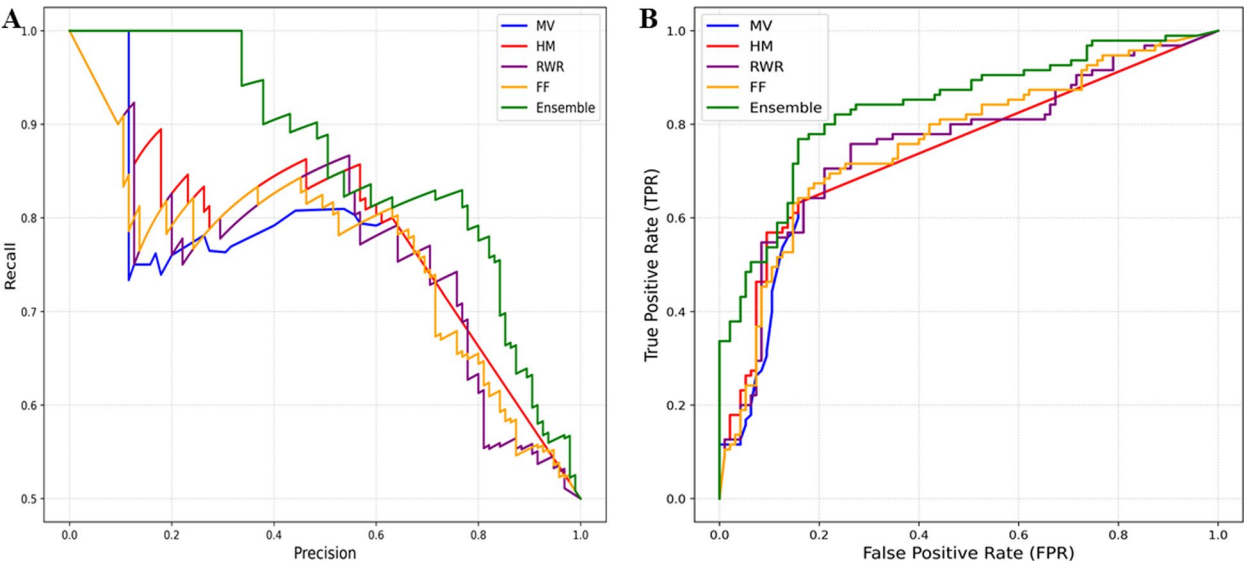 A
1.0
0.9
0.8
0.7
0.6
0.5
Recall
0.0
0.2
0.4
0.6
0.8
1.0
Precision
MV
HM
RWR
FF
Ensemble
B
1.0
0.8
0.6
0.4
0.2
0.0
True Positive Rate (TPR)
0.0
0.2
0.4
0.6
0.8
1.0
False Positive Rate (FPR)
MV
HM
RWR
FF
Ensemble